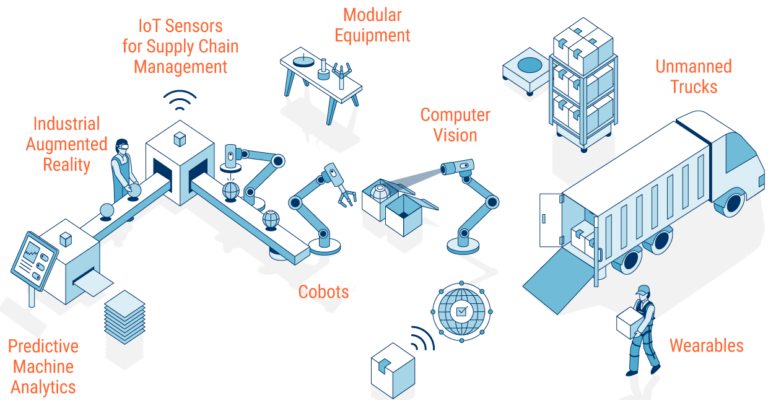 IoT Sensors
for Supply Chain
Management
Modular
Equipment
Unmanned
Trucks
Industrial
Augmented
Reality
Computer
Vision
Cobots
Predictive
Machine
Analytics
Wearables